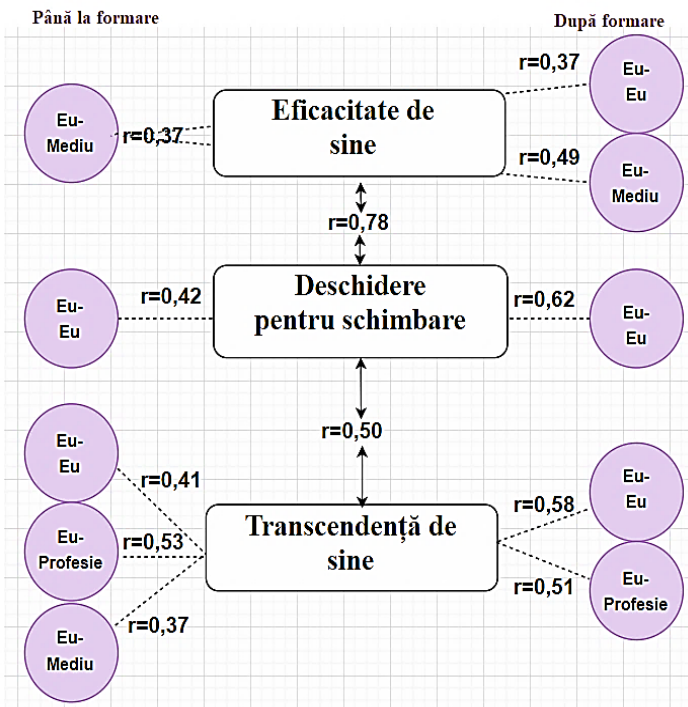 Până la formare
După formare
Eu-
Mediu
r=0,37
Eficacitate de
sine
r=0,37
Eu-
Eu
r=0,49
Eu-
Mediu
r=0,78
Eu-
Eu
r=0,42
Deschidere
pentru schimbare
r=0,62
Eu-
Eu
r=0,50
Eu-
Eu
r=0,41
Eu-
Profesie
r=0,53
Eu-
Mediu
r=0,37
Transcendență de
sine
r=0,58
Eu-
Eu
r=0,51
Eu-
Profesie